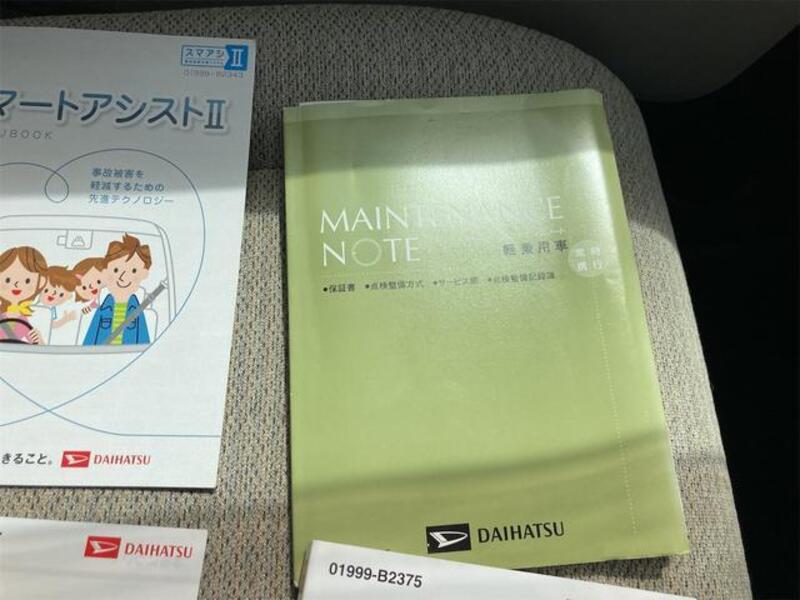 スマアシ II
01999-B2343
マートアシストII
事故被害を
軽減するための
先進テクノロジー
きること。 DAIHATSU
DAIHATSU
MAINTENANCE
NOTE
軽乗用車
●保証書 ●点検整備方式 ●サービス網 ●点検整備記録簿
DAIHATSU
01999-B2375